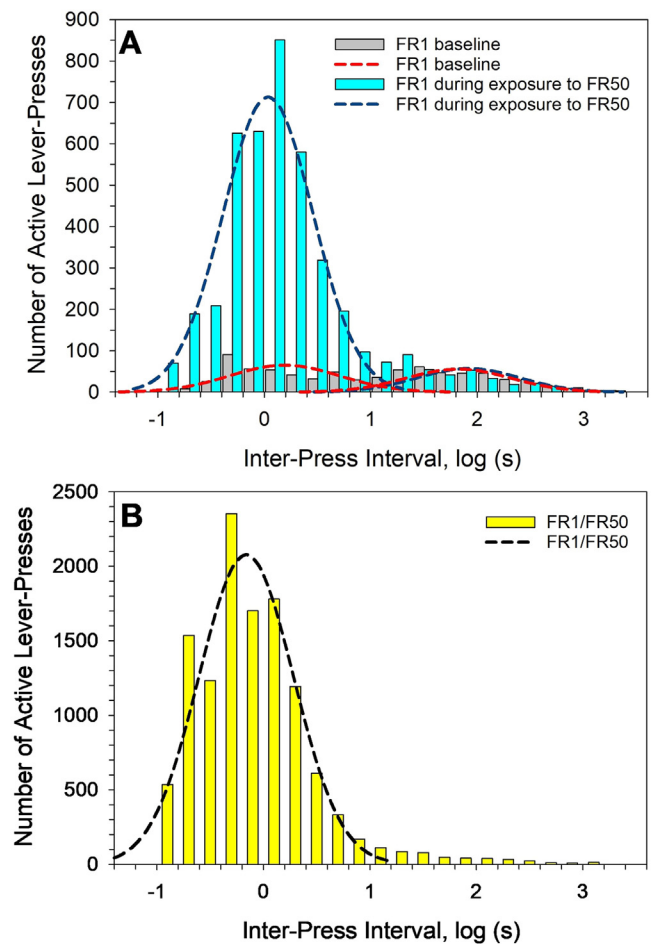 A
FR1 baseline
FR1 baseline
FR1 during exposure to FR50
FR1 during exposure to FR50
900
800
700
600
500
400
300
200
100
0
Number of Active Lever-Presses
-1 0 1 2 3
Inter-Press Interval, log (s)
B
FR1/FR50
FR1/FR50
2500
2000
1500
1000
500
0
Number of Active Lever-Presses
-1 0 1 2 3
Inter-Press Interval, log (s)